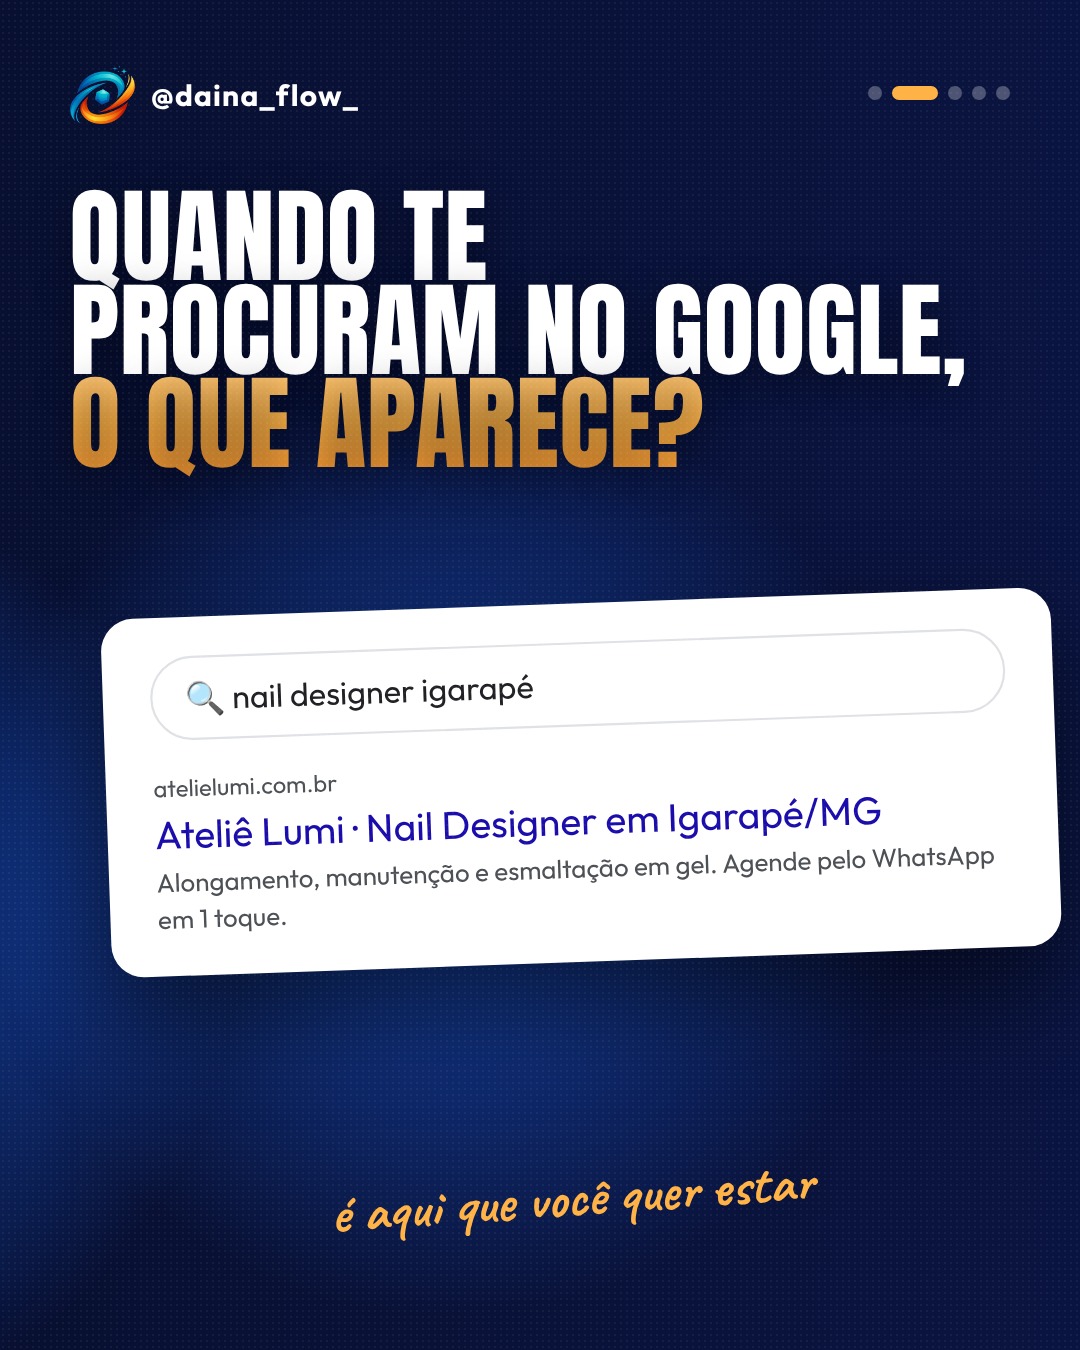 @daina_flow_
QUANDO TE
PROCURAM NO GOOGLE,
O QUE APARECE?
nail designer igarapé
atelielumi.com.br
Ateliê Lumi · Nail Designer em Igarapé/MG
Alongamento, manutenção e esmaltação em gel. Agende pelo WhatsApp
em 1 toque.
é aqui que você quer estar